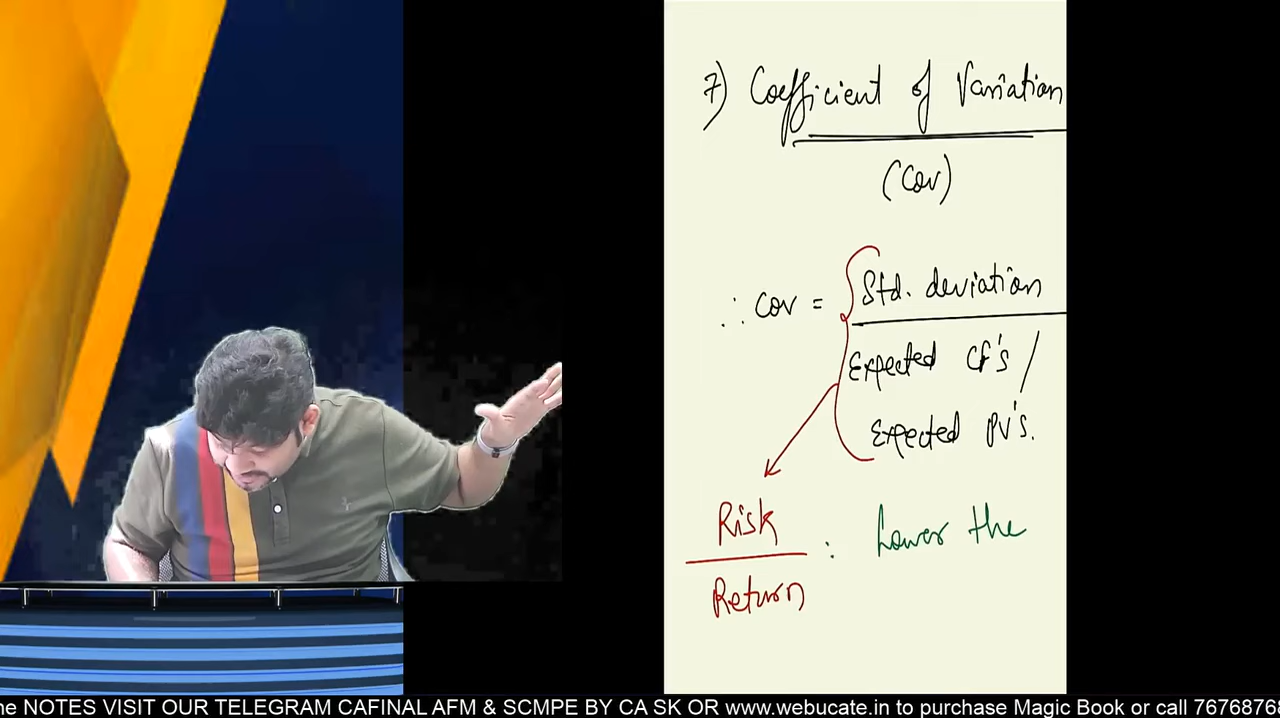 7) Coefficient of Variation
(COV)
∴ COV = Std. deviation
Expected CF's /
Expected PV's.
Risk
Return
: Lower the
ne NOTES VISIT OUR TELEGRAM CAFINAL AFM & SCMPE BY CA SK OR www.webucate.in to purchase Magic Book or call 7676876